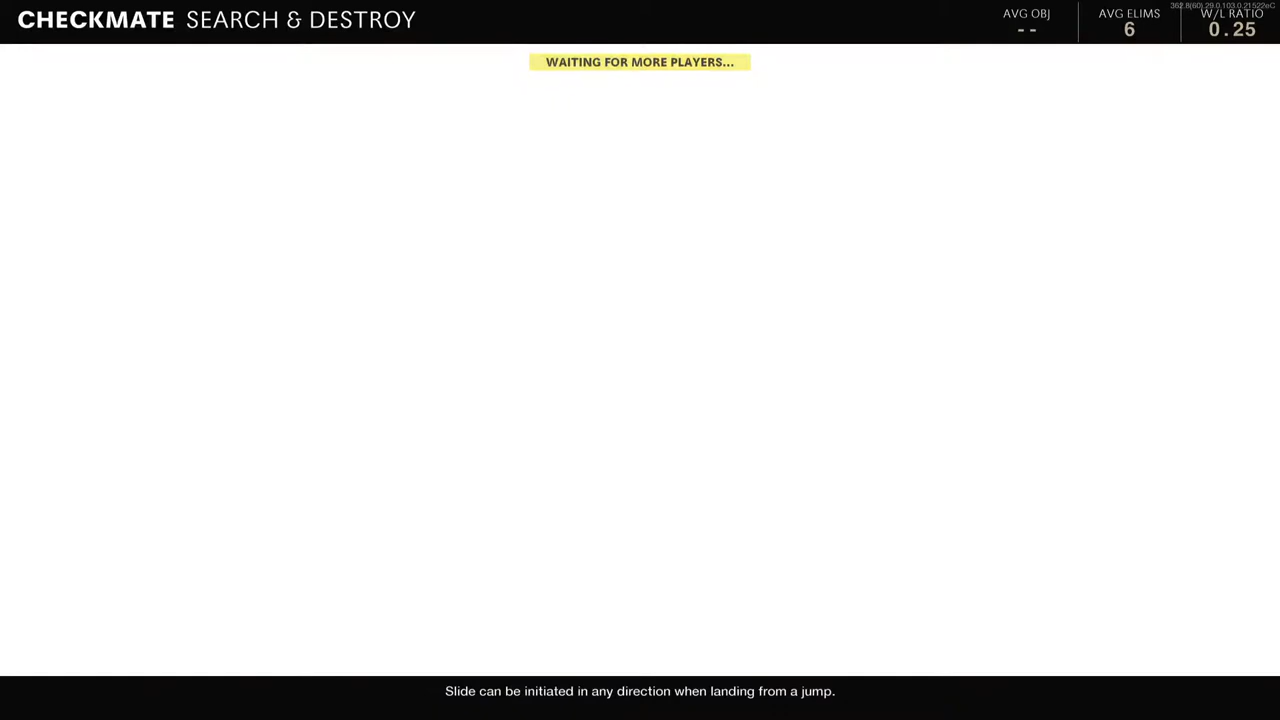 CHECKMATE SEARCH & DESTROY
AVG OBJ
--
AVG ELIMS
6
W/L RATIO
0.25
WAITING FOR MORE PLAYERS...
Slide can be initiated in any direction when landing from a jump.